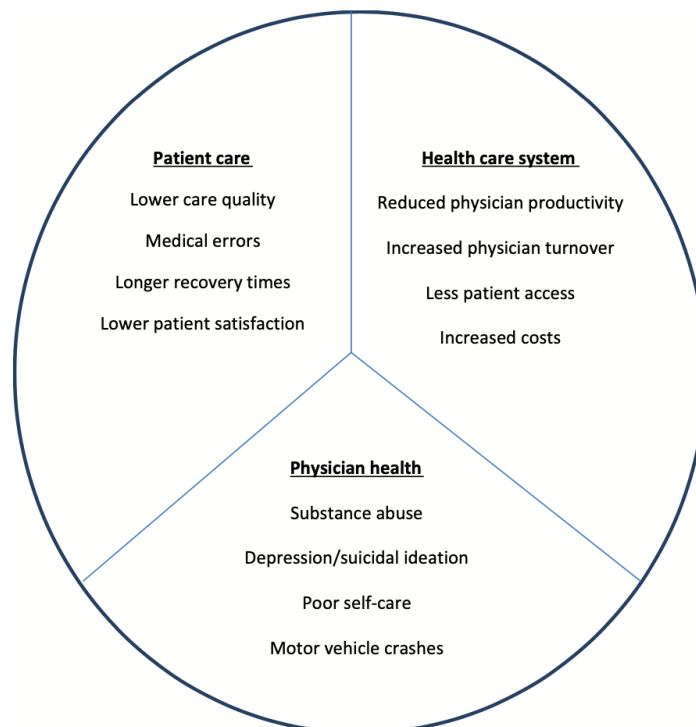 Patient care
Lower care quality
Medical errors
Longer recovery times
Lower patient satisfaction
Health care system
Reduced physician productivity
Increased physician turnover
Less patient access
Increased costs
Physician health
Substance abuse
Depression/suicidal ideation
Poor self-care
Motor vehicle crashes